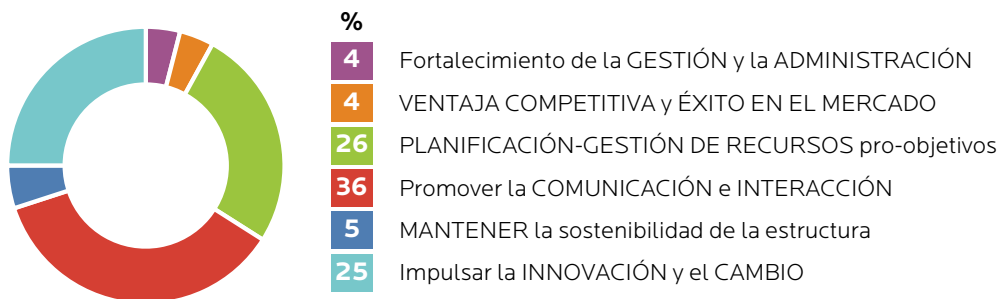 %
4 Fortalecimiento de la GESTIÓN y la ADMINISTRACIÓN
4 VENTAJA COMPETITIVA y ÉXITO EN EL MERCADO
26 PLANIFICACIÓN-GESTIÓN DE RECURSOS pro-objetivos
36 Promover la COMUNICACIÓN e INTERACCIÓN
5 MANTENER la sostenibilidad de la estructura
25 Impulsar la INNOVACIÓN y el CAMBIO